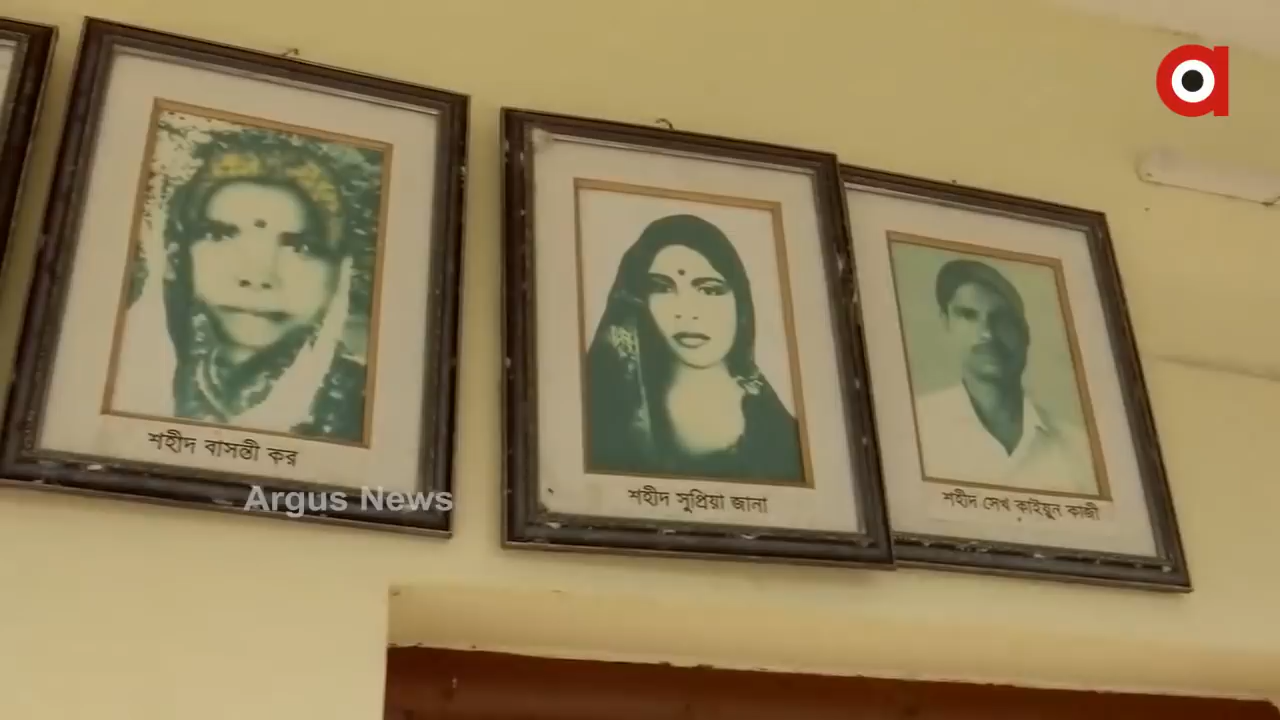 শহীদ বাসন্তী কর
শহীদ সুপ্রিয়া জানা
শহীদ সেখ কাইয়ুন কাজী
Argus News